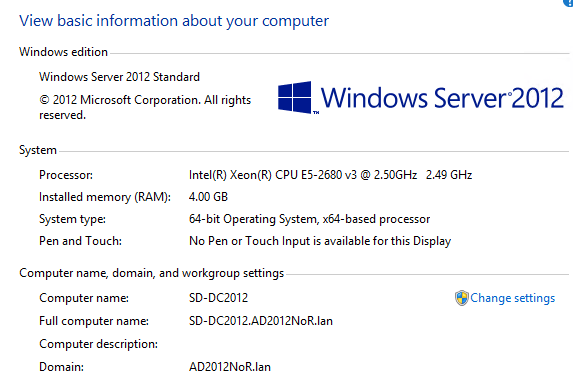 View basic information about your computer
Windows edition
Windows Server 2012 Standard
© 2012 Microsoft Corporation. All rights
reserved.
Windows Server 2012
System
Processor: Intel(R) Xeon(R) CPU E5-2680 v3 @ 2.50GHz 2.49 GHz
Installed memory (RAM): 4.00 GB
System type: 64-bit Operating System, x64-based processor
Pen and Touch: No Pen or Touch Input is available for this Display
Computer name, domain, and workgroup settings
Computer name: SD-DC2012 Change settings
Full computer name: SD-DC2012.AD2012NoR.lan
Computer description:
Domain: AD2012NoR.lan